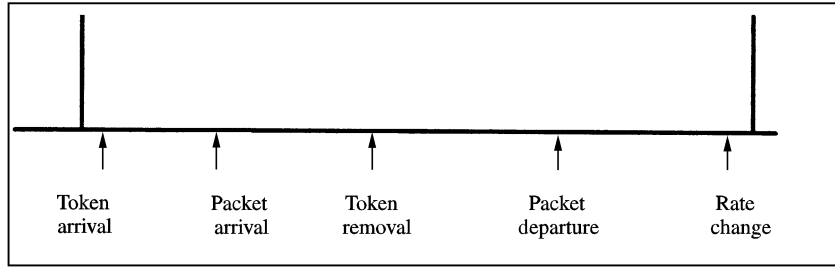 Token Packet Token Packet Rate
arrival arrival removal departure change